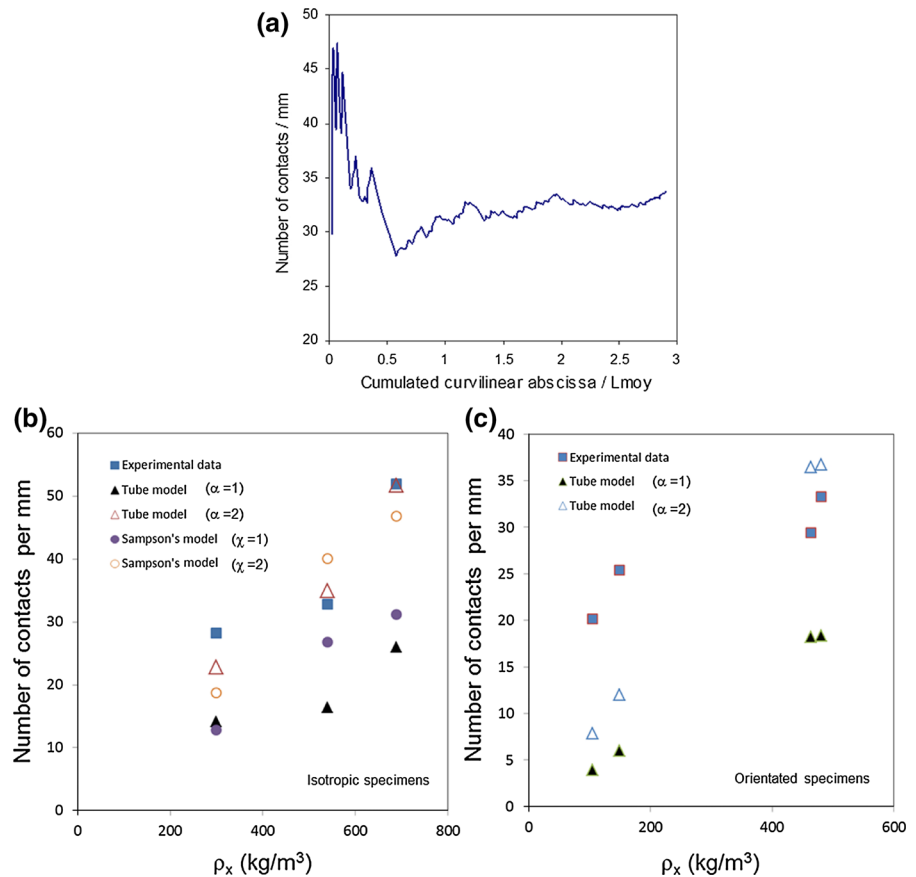 (a)
50
45
40
35
30
25
20
Number of contacts / mm
0 0.5 1 1.5 2 2.5 3
Cumulated curvilinear abscissa / Lmoy
(b)
60
50
40
30
20
10
0
Number of contacts per mm
Experimental data
Tube model (α=1)
Tube model (α=2)
Sampson's model (χ=1)
Sampson's model (χ=2)
Isotropic specimens
0 200 400 600 800
ρx (kg/m³)
(c)
40
35
30
25
20
15
10
5
0
Number of contacts per mm
Experimental data
Tube model (α=1)
Tube model (α=2)
Orientated specimens
0 200 400 600
ρx (kg/m³)